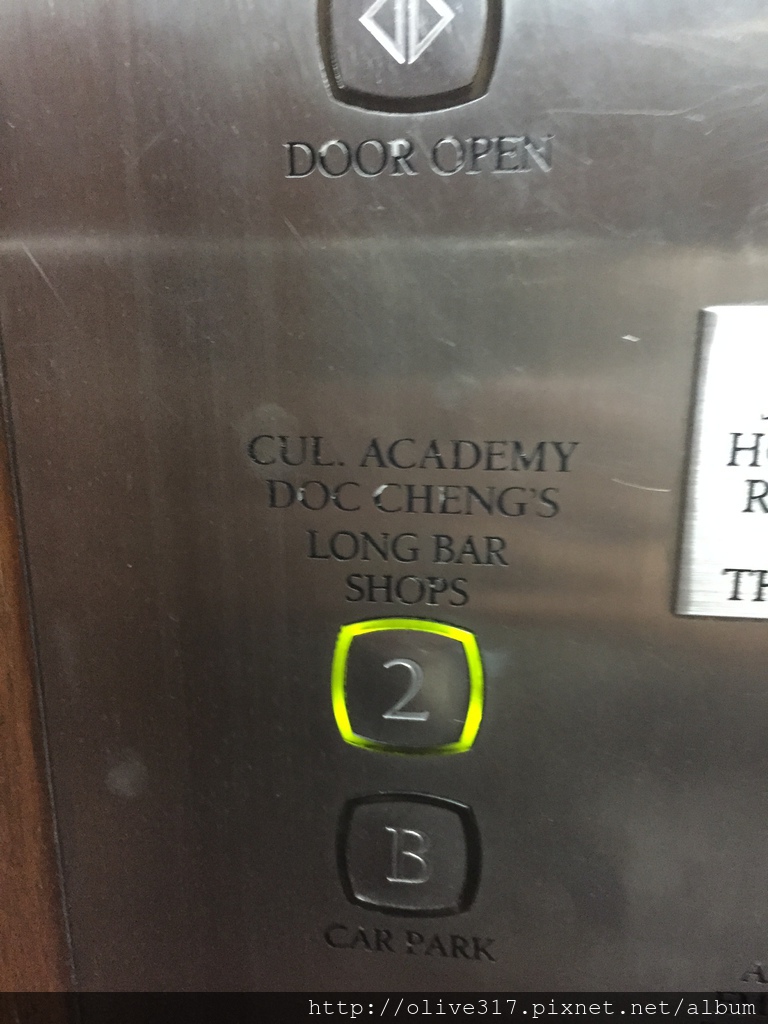 DOOR OPEN
CUL. ACADEMY
DOC CHENG'S
LONG BAR
SHOPS
2
B
CAR PARK
http://olive317.pixnet.net/album